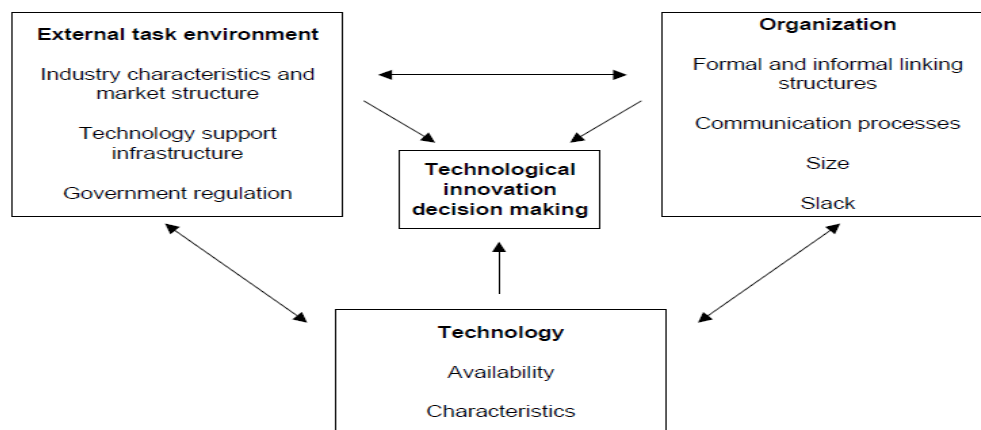 External task environment
Industry characteristics and
market structure
Technology support
infrastructure
Government regulation
Organization
Formal and informal linking
structures
Communication processes
Size
Slack
Technological
innovation
decision making
Technology
Availability
Characteristics